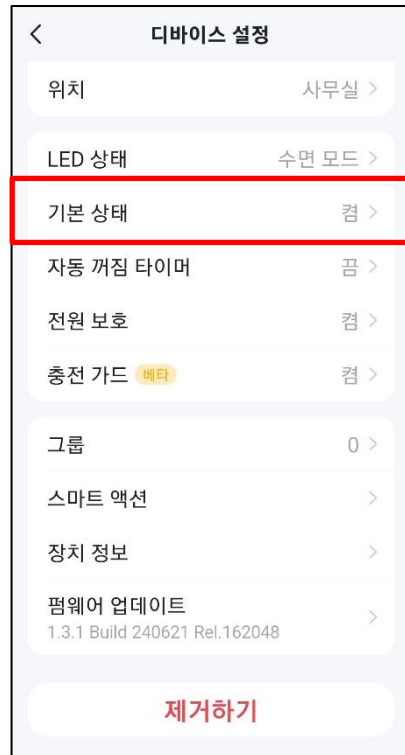 디바이스 설정
위치 사무실
LED 상태 수면 모드
기본 상태 켬
자동 꺼짐 타이머 끔
전원 보호 켬
충전 가드 베타 켬
그룹 0
스마트 액션
장치 정보
펌웨어 업데이트
1.3.1 Build 240621 Rel.162048
제거하기